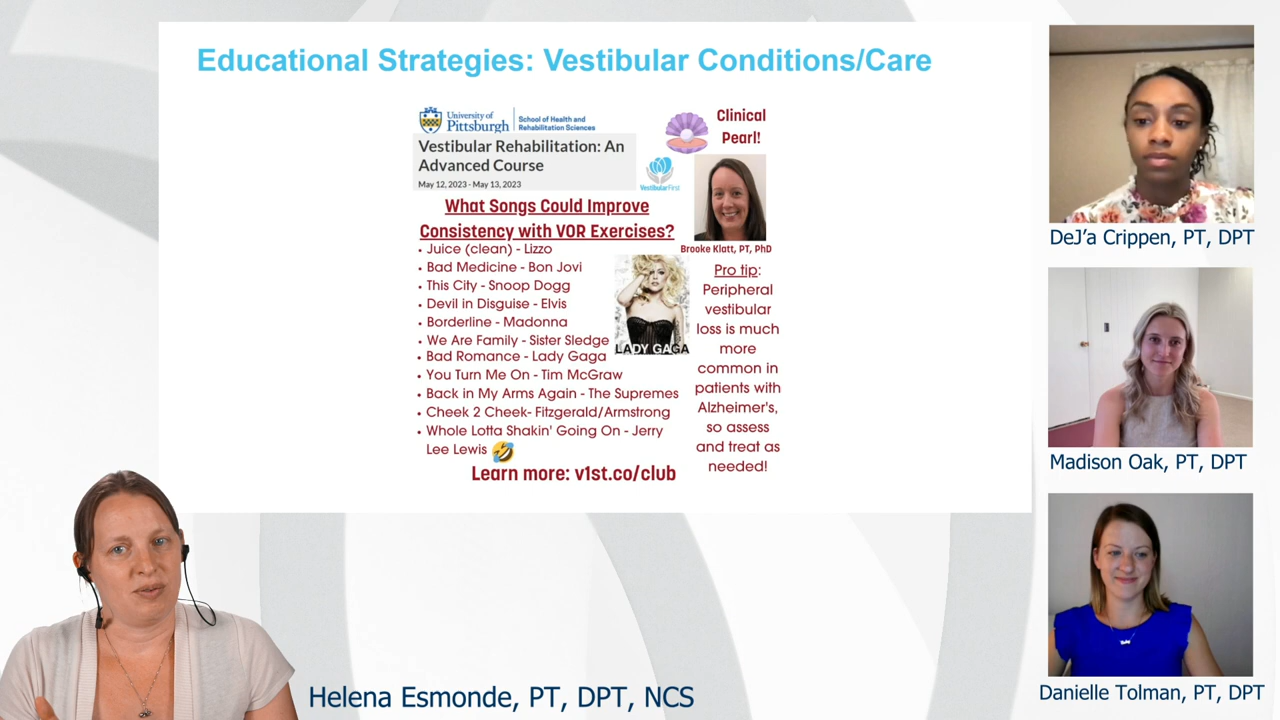 Educational Strategies: Vestibular Conditions/Care
University of
Pittsburgh
School of Health and
Rehabilitation Sciences
Vestibular Rehabilitation: An
Advanced Course
May 12, 2023 - May 13, 2023
VestibularFirst
Clinical
Pearl!
What Songs Could Improve
Consistency with VOR Exercises?
• Juice (clean) - Lizzo
• Bad Medicine - Bon Jovi
• This City - Snoop Dogg
• Devil in Disguise - Elvis
• Borderline - Madonna
• We Are Family - Sister Sledge
• Bad Romance - Lady Gaga
• You Turn Me On - Tim McGraw
• Back in My Arms Again - The Supremes
• Cheek 2 Cheek- Fitzgerald/Armstrong
• Whole Lotta Shakin' Going On - Jerry
Lee Lewis 🤣
LADY GAGA
Learn more: v1st.co/club
Brooke Klatt, PT, PhD
Pro tip:
Peripheral
vestibular
loss is much
more
common in
patients with
Alzheimer's,
so assess
and treat as
needed!
DeJ’a Crippen, PT, DPT
Madison Oak, PT, DPT
Danielle Tolman, PT, DPT
Helena Esmonde, PT, DPT, NCS